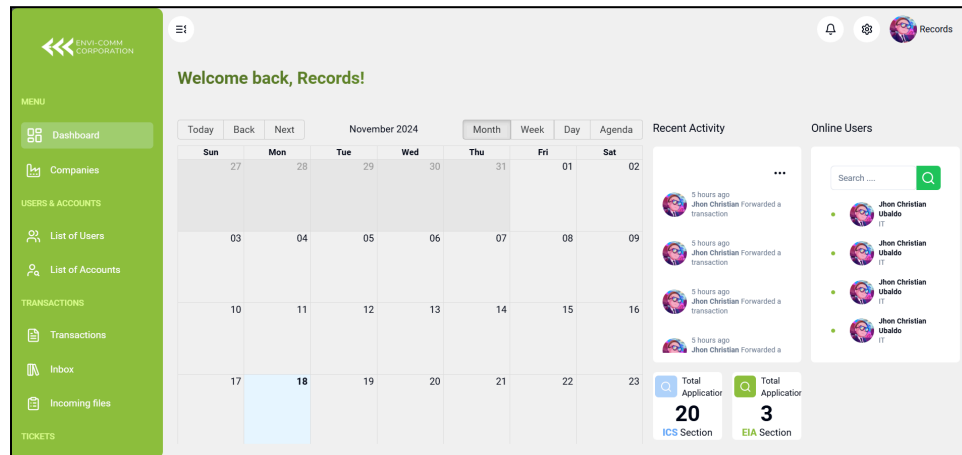 ENVI-COMM
CORPORATION
Records
Welcome back, Records!
MENU
Dashboard
Companies
USERS & ACCOUNTS
List of Users
List of Accounts
TRANSACTIONS
Transactions
Inbox
Incoming files
TICKETS
Today Back Next November 2024 Month Week Day Agenda
Sun Mon Tue Wed Thu Fri Sat
27 28 29 30 31 01 02
03 04 05 06 07 08 09
10 11 12 13 14 15 16
17 18 19 20 21 22 23
Recent Activity
5 hours ago
Jhon Christian Forwarded a
transaction
5 hours ago
Jhon Christian Forwarded a
transaction
5 hours ago
Jhon Christian Forwarded a
transaction
5 hours ago
Jhon Christian Forwarded a
Total
Application
20
ICS Section
Total
Application
3
EIA Section
Online Users
Search ....
Jhon Christian
Ubaldo
IT
Jhon Christian
Ubaldo
IT
Jhon Christian
Ubaldo
IT
Jhon Christian
Ubaldo
IT